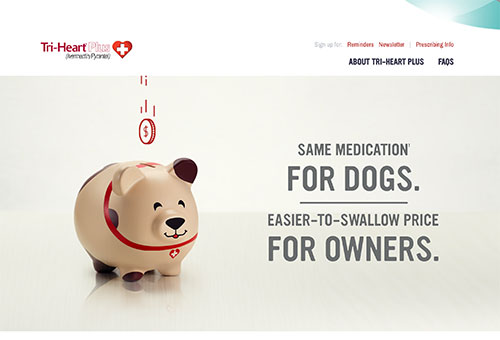 Tri-Heart Plus
(ivermectin/Pyrantel)
Sign up for: Reminders Newsletter | Prescribing Info
ABOUT TRI-HEART PLUS FAQS
$
SAME MEDICATION*
FOR DOGS.
EASIER-TO-SWALLOW PRICE
FOR OWNERS.